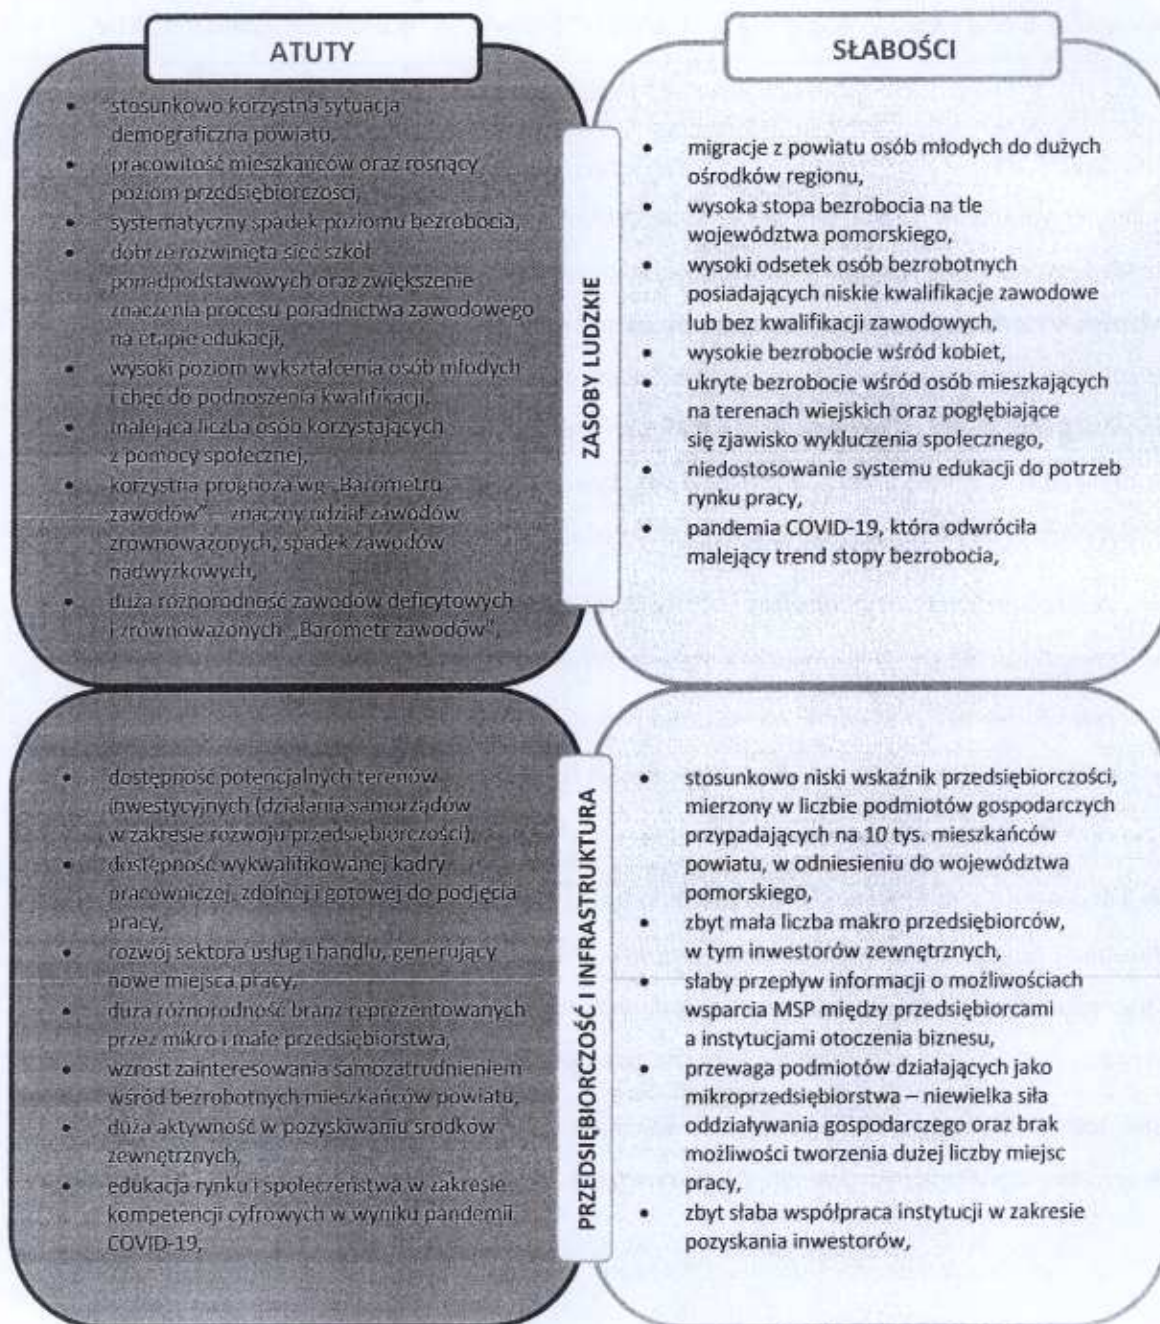 ATUTY
stosunkowo korzystna sytuacja
demograficzna powiatu,
• pracowitość mieszkańców oraz rosnący
poziom przedsiębiorczości,
• systematyczny spadek poziomu bezrobocia,
• dobrze rozwinięta sieć szkół
ponadpodstawowych oraz zwiększenie
znaczenia procesu poradnictwa zawodowego
na etapie edukacji,
• wysoki poziom wykształcenia osób młodych
i chęć do podnoszenia kwalifikacji,
• malejąca liczba osób korzystających
z pomocy społecznej,
• korzystna prognoza wg „Barometru
zawodów” – znaczny udział zawodów
zrównoważonych, spadek zawodów
nadwyżkowych,
• duża różnorodność zawodów deficytowych
i zrównoważonych „Barometr zawodów”,
ZASOBY LUDZKIE
SŁABOŚCI
• migracje z powiatu osób młodych do dużych
ośrodków regionu,
• wysoka stopa bezrobocia na tle
województwa pomorskiego,
• wysoki odsetek osób bezrobotnych
posiadających niskie kwalifikacje zawodowe
lub bez kwalifikacji zawodowych,
• wysokie bezrobocie wśród kobiet,
• ukryte bezrobocie wśród osób mieszkających
na terenach wiejskich oraz pogłębiające
się zjawisko wykluczenia społecznego,
• niedostosowanie systemu edukacji do potrzeb
rynku pracy,
• pandemia COVID-19, która odwróciła
malejący trend stopy bezrobocia,
• dostępność potencjalnych terenów
inwestycyjnych (działania samorządów
w zakresie rozwoju przedsiębiorczości),
• dostępność wykwalifikowanej kadry
pracowniczej, zdolnej i gotowej do podjęcia
pracy,
• rozwój sektora usług i handlu, generujący
nowe miejsca pracy,
• duża różnorodność branż reprezentowanych
przez mikro i małe przedsiębiorstwa,
• wzrost zainteresowania samozatrudnieniem
wśród bezrobotnych mieszkańców powiatu,
• duża aktywność w pozyskiwaniu środków
zewnętrznych,
• edukacja rynku i społeczeństwa w zakresie
kompetencji cyfrowych w wyniku pandemii
COVID-19,
PRZEDSIĘBIORCZOŚĆ I INFRASTRUKTURA
• stosunkowo niski wskaźnik przedsiębiorczości,
mierzony w liczbie podmiotów gospodarczych
przypadających na 10 tys. mieszkańców
powiatu, w odniesieniu do województwa
pomorskiego,
• zbyt mała liczba makro przedsiębiorców,
w tym inwestorów zewnętrznych,
• słaby przepływ informacji o możliwościach
wsparcia MSP między przedsiębiorcami
a instytucjami otoczenia biznesu,
• przewaga podmiotów działających jako
mikroprzedsiębiorstwa – niewielka siła
oddziaływania gospodarczego oraz brak
możliwości tworzenia dużej liczby miejsc
pracy,
• zbyt słaba współpraca instytucji w zakresie
pozyskania inwestorów,